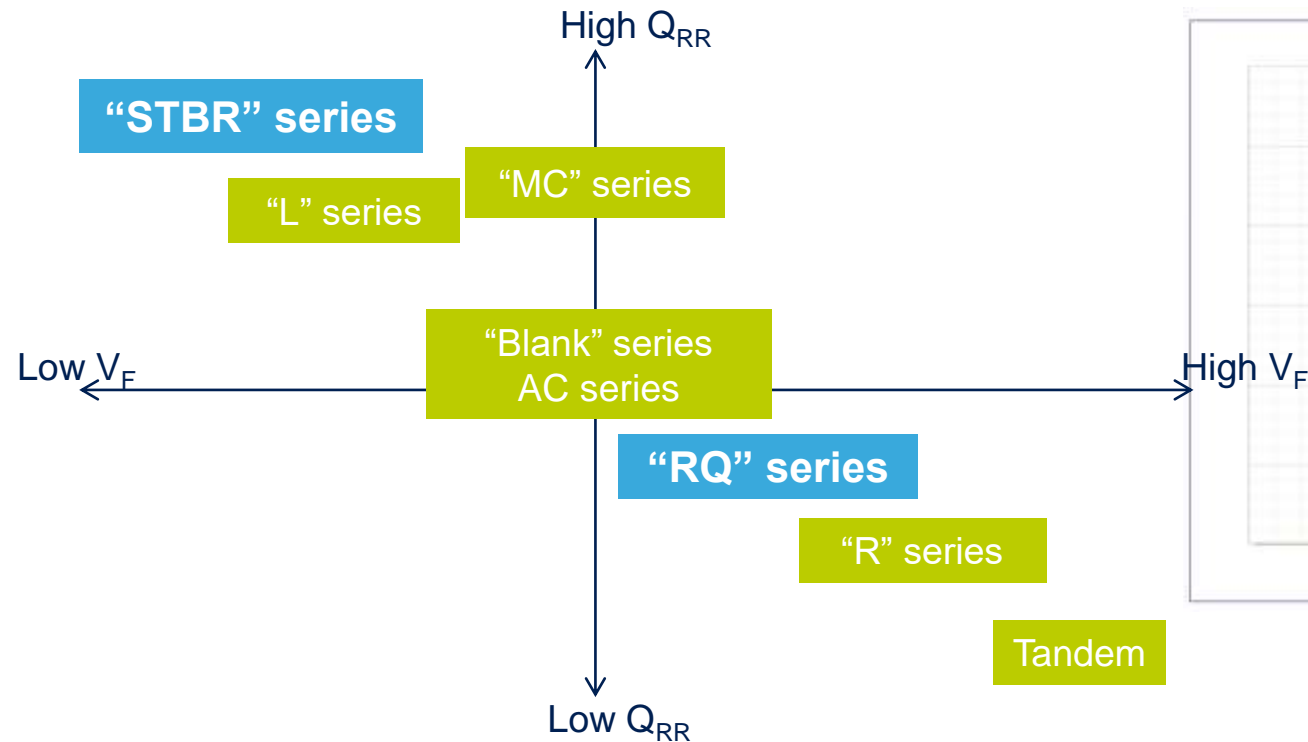 High QRR
“STBR” series
“MC” series
“L” series
“Blank” series
AC series
Low VF
High VF
“RQ” series
“R” series
Tandem
Low QRR